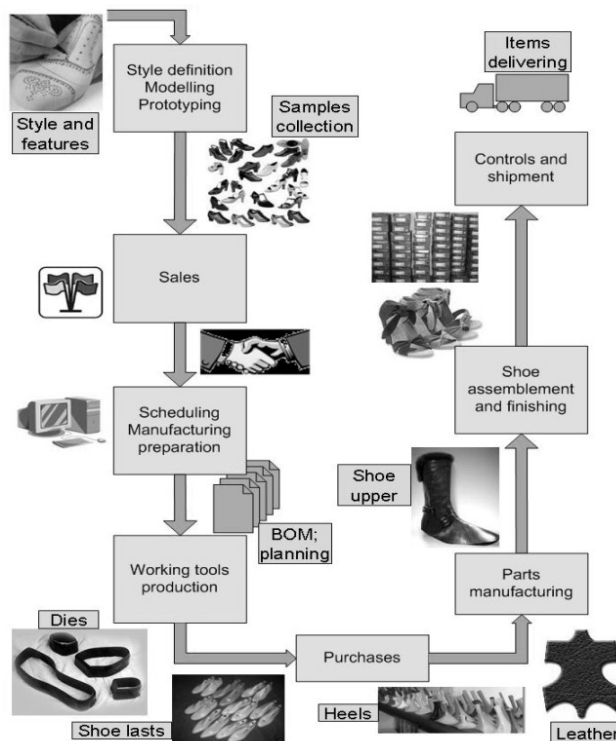 Style definition
Modelling
Prototyping
Style and
features
Samples
collection
Sales
Scheduling
Manufacturing
preparation
BOM;
planning
Working tools
production
Dies
Shoe lasts
Purchases
Heels
Leather
Parts
manufacturing
Shoe
upper
Shoe
assemblement
and finishing
Controls and
shipment
Items
delivering